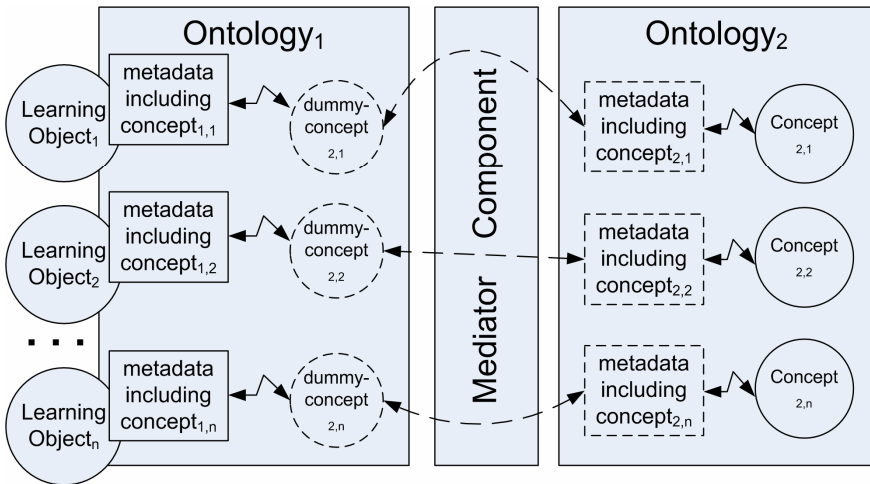 Ontology₁
Ontology₂
Mediator Component
Learning
Object₁
metadata
including
concept₁,₁
dummy-
concept
2,1
metadata
including
concept₂,₁
Concept
2,1
Learning
Object₂
metadata
including
concept₁,₂
dummy-
concept
2,2
metadata
including
concept₂,₂
Concept
2,2
...
Learning
Objectₙ
metadata
including
concept₁,ₙ
dummy-
concept
2,n
metadata
including
concept₂,ₙ
Concept
2,n